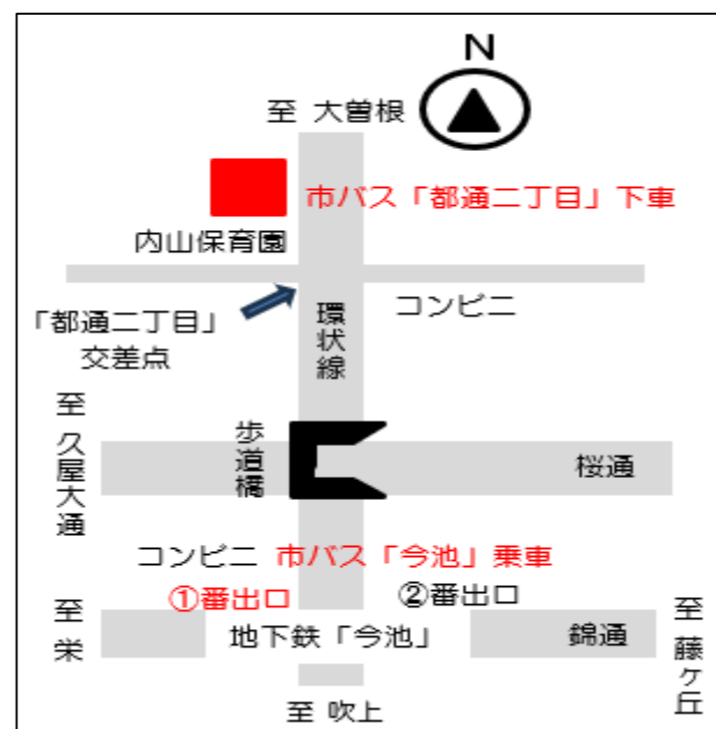 N
至 大曽根
市バス「都通二丁目」下車
内山保育園
「都通二丁目」
交差点
コンビニ
環状線
至 久屋大通
歩道橋
桜通
コンビニ 市バス「今池」乗車
①番出口
②番出口
至 栄
地下鉄「今池」
錦通
至 藤ヶ丘
至 吹上